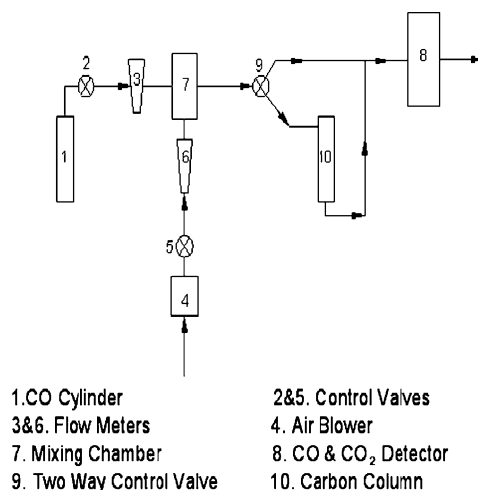 2
9
8
3
7
1
6
10
5
4
1.CO Cylinder
2&5. Control Valves
3&6. Flow Meters
4. Air Blower
7. Mixing Chamber
8. CO & CO₂ Detector
9. Two Way Control Valve
10. Carbon Column